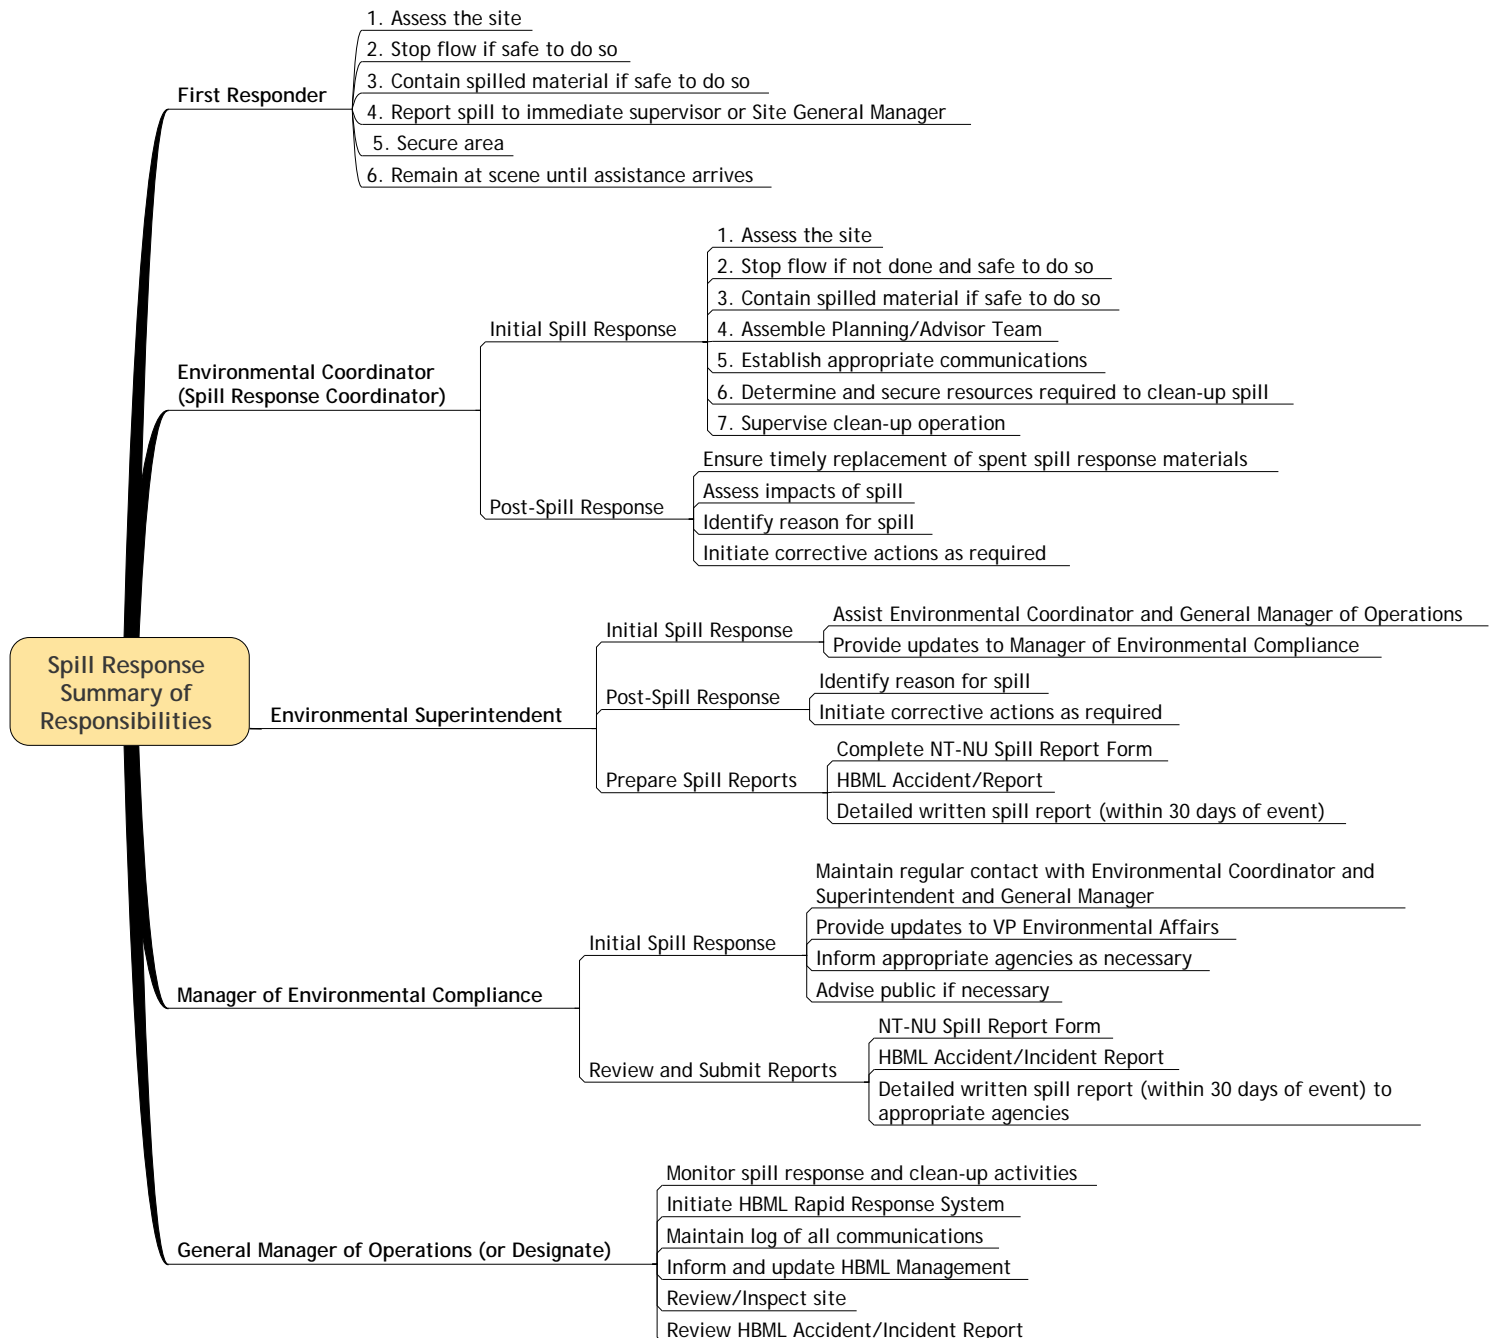 Spill Response
Summary of
Responsibilities
First Responder
1. Assess the site
2. Stop flow if safe to do so
3. Contain spilled material if safe to do so
4. Report spill to immediate supervisor or Site General Manager
5. Secure area
6. Remain at scene until assistance arrives
Environmental Coordinator
(Spill Response Coordinator)
Initial Spill Response
1. Assess the site
2. Stop flow if not done and safe to do so
3. Contain spilled material if safe to do so
4. Assemble Planning/Advisor Team
5. Establish appropriate communications
6. Determine and secure resources required to clean-up spill
7. Supervise clean-up operation
Post-Spill Response
Ensure timely replacement of spent spill response materials
Assess impacts of spill
Identify reason for spill
Initiate corrective actions as required
Environmental Superintendent
Initial Spill Response
Assist Environmental Coordinator and General Manager of Operations
Provide updates to Manager of Environmental Compliance
Post-Spill Response
Identify reason for spill
Initiate corrective actions as required
Prepare Spill Reports
Complete NT-NU Spill Report Form
HBML Accident/Report
Detailed written spill report (within 30 days of event)
Manager of Environmental Compliance
Initial Spill Response
Maintain regular contact with Environmental Coordinator and
Superintendent and General Manager
Provide updates to VP Environmental Affairs
Inform appropriate agencies as necessary
Advise public if necessary
Review and Submit Reports
NT-NU Spill Report Form
HBML Accident/Incident Report
Detailed written spill report (within 30 days of event) to
appropriate agencies
General Manager of Operations (or Designate)
Monitor spill response and clean-up activities
Initiate HBML Rapid Response System
Maintain log of all communications
Inform and update HBML Management
Review/Inspect site
Review HBML Accident/Incident Report